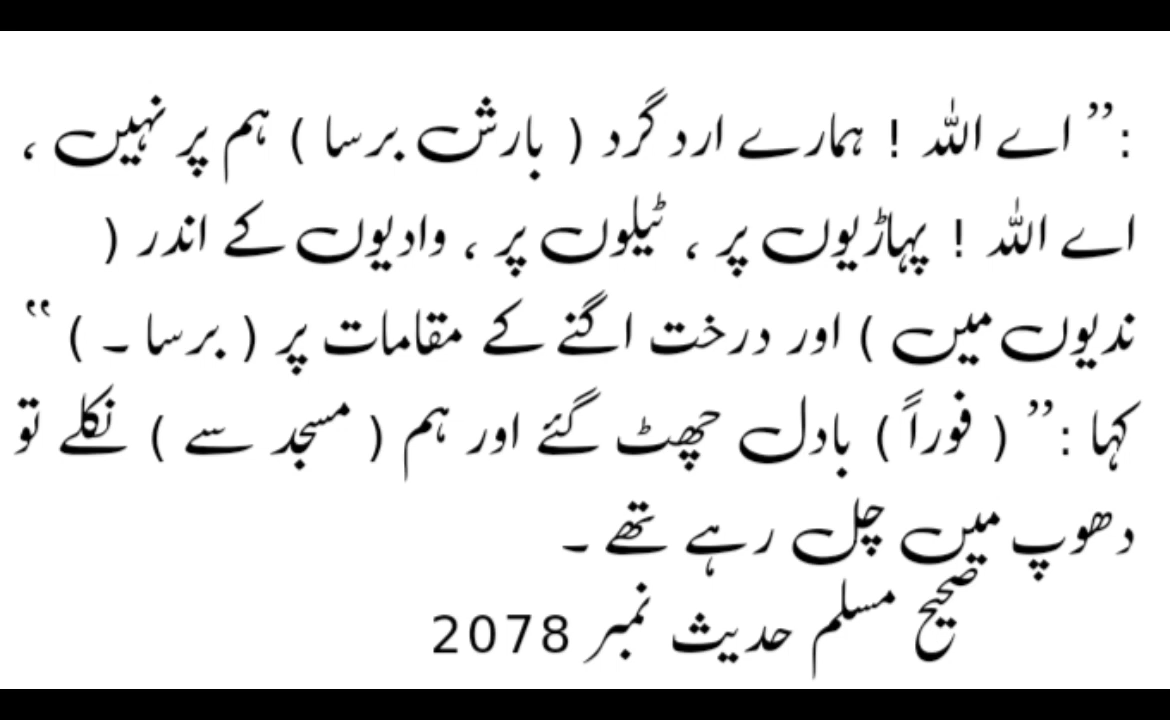 :” اے اللہ ! ہمارے ارد گرد ( بارش برسا ) ہم پر نہیں ،
اے اللہ ! پہاڑیوں پر ، ٹیلوں پر ، وادیوں کے اندر (
ندیوں میں ) اور درخت اگنے کے مقامات پر ( برسا ۔ ) “
کہا :” ( فوراً ) بادل چھٹ گئے اور ہم ( مسجد سے ) نکلے تو
دھوپ میں چل رہے تھے ۔
صحیح مسلم حدیث نمبر 2078